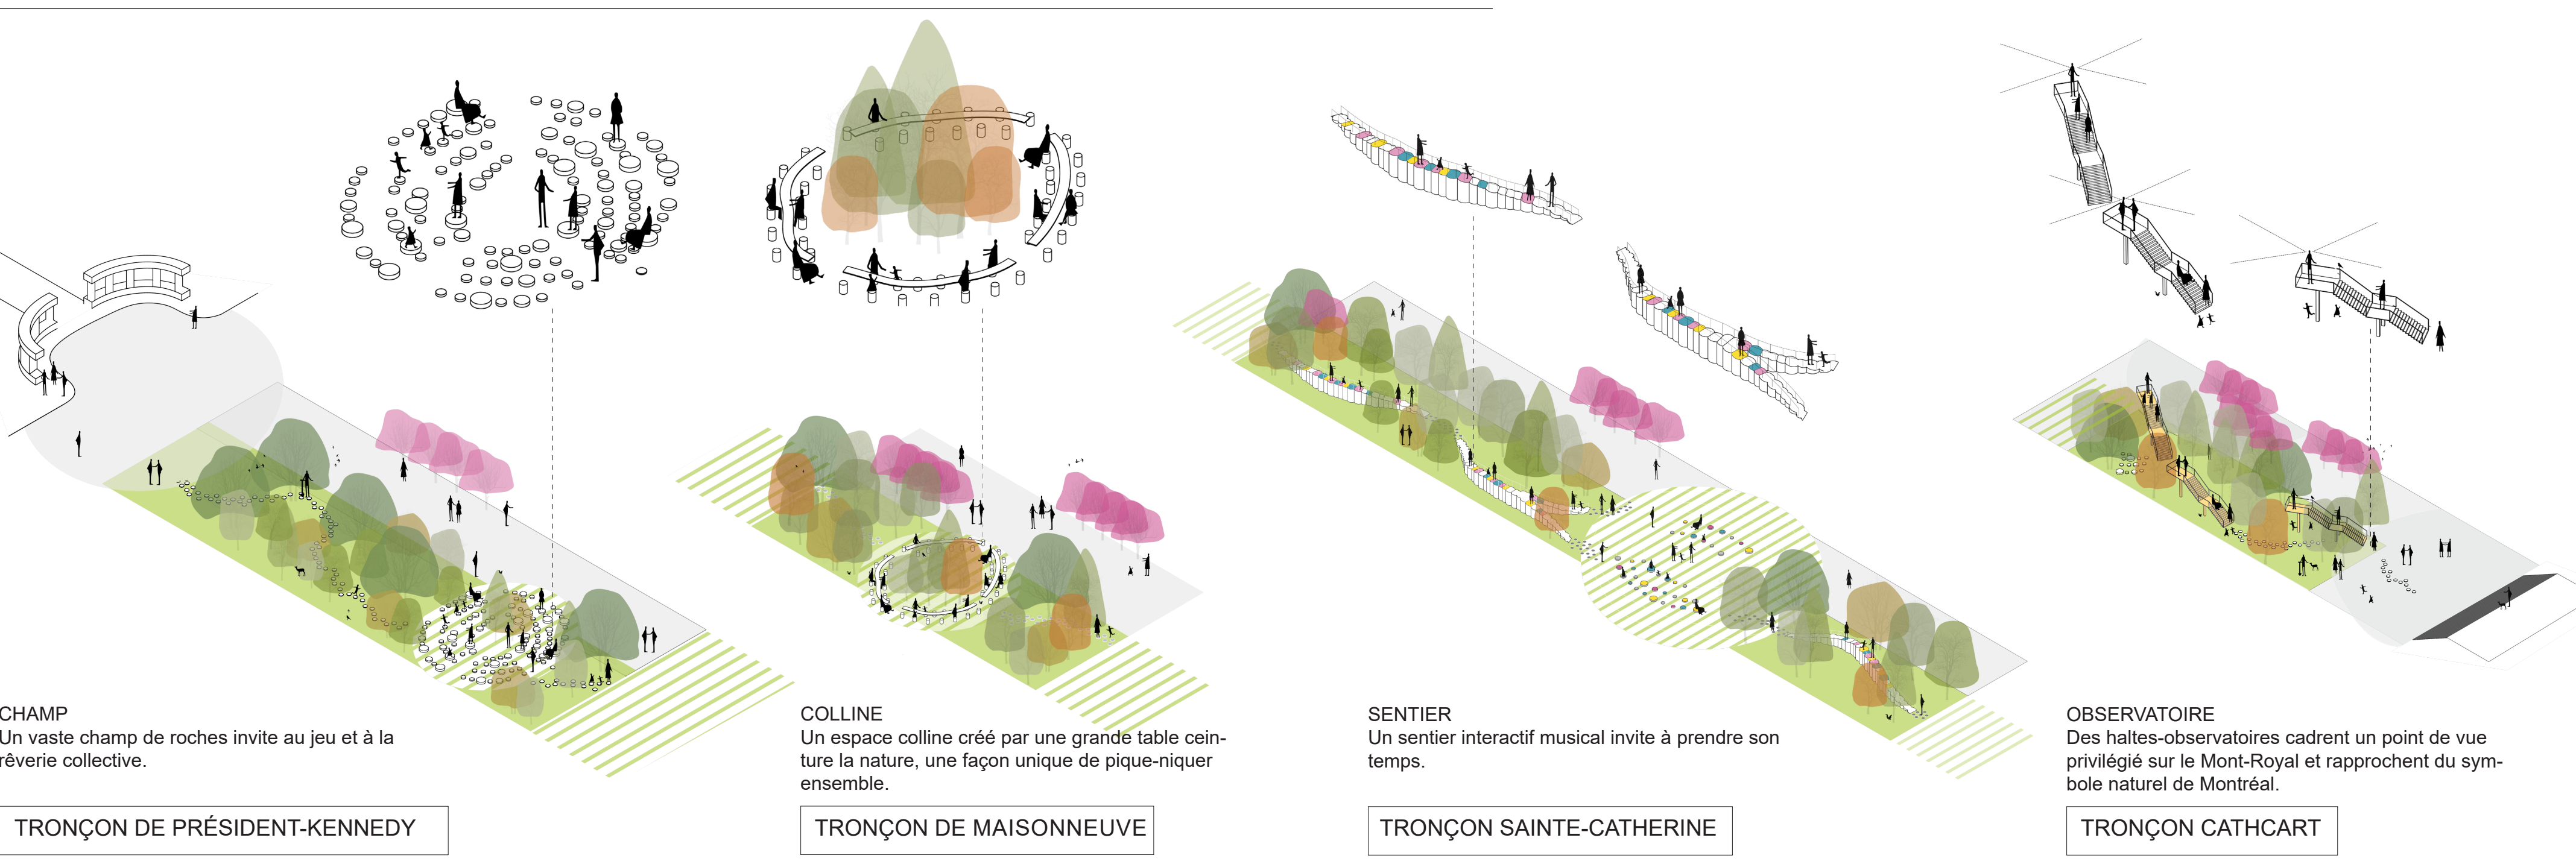 CHAMP
Un vaste champ de roches invite au jeu et à la
rêverie collective.
TRONÇON DE PRÉSIDENT-KENNEDY
COLLINE
Un espace colline créé par une grande table cein-
ture la nature, une façon unique de pique-niquer
ensemble.
TRONÇON DE MAISONNEUVE
SENTIER
Un sentier interactif musical invite à prendre son
temps.
TRONÇON SAINTE-CATHERINE
OBSERVATOIRE
Des haltes-observatoires cadrent un point de vue
privilégié sur le Mont-Royal et rapprochent du sym-
bole naturel de Montréal.
TRONÇON CATHCART